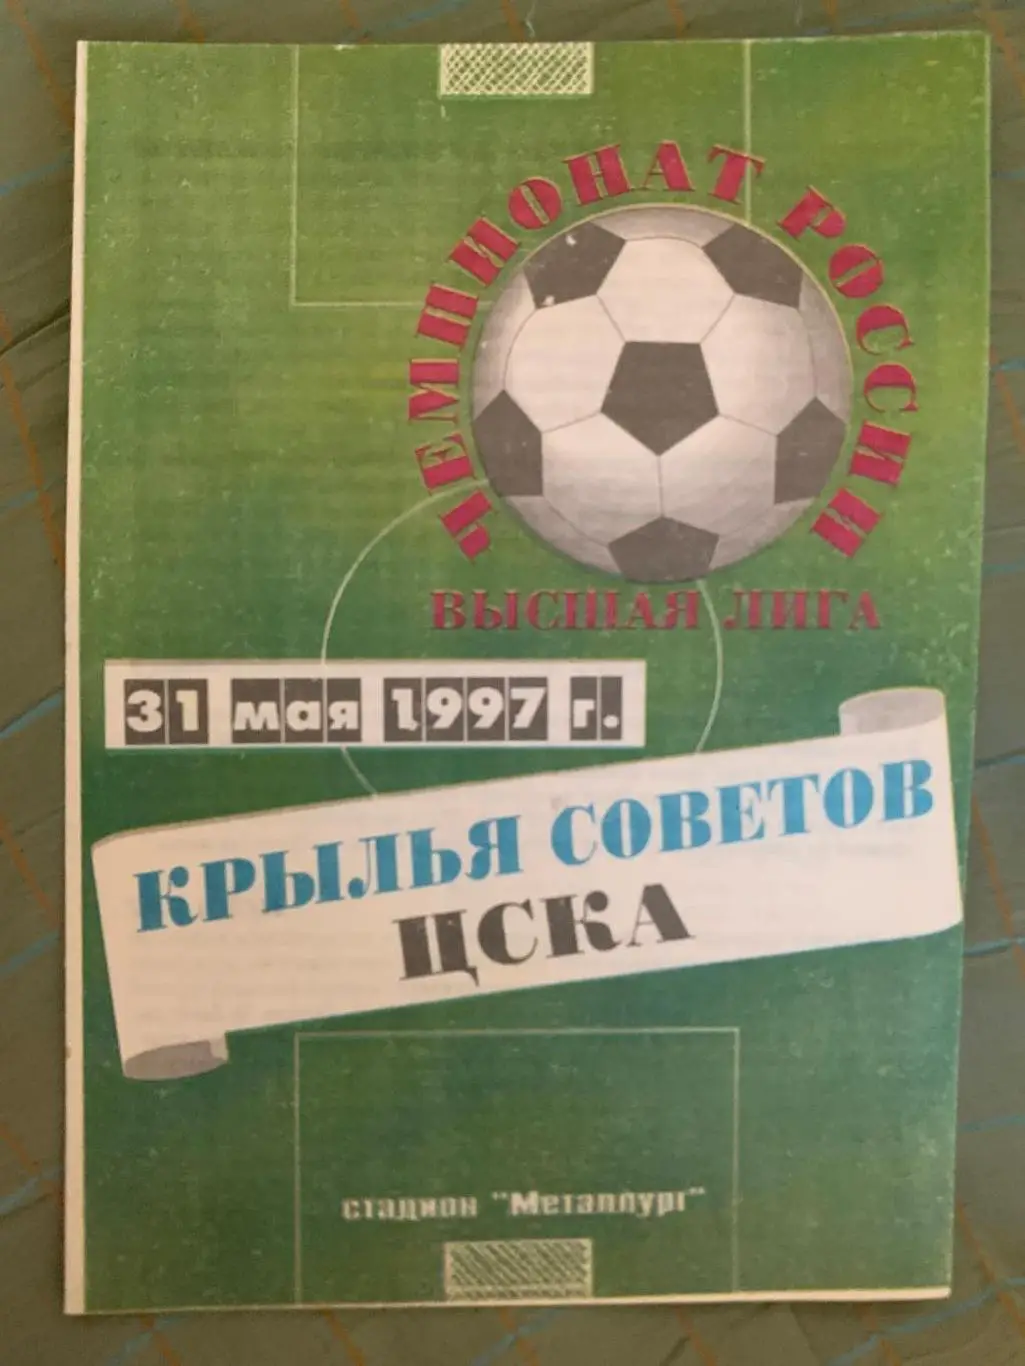 ЧЕМПИОНАТ РОССИИ
ВЫСШАЯ ЛИГА
31 мая 1997 г.
КРЫЛЬЯ СОВЕТОВ
ЦСКА
стадион "Металлург"